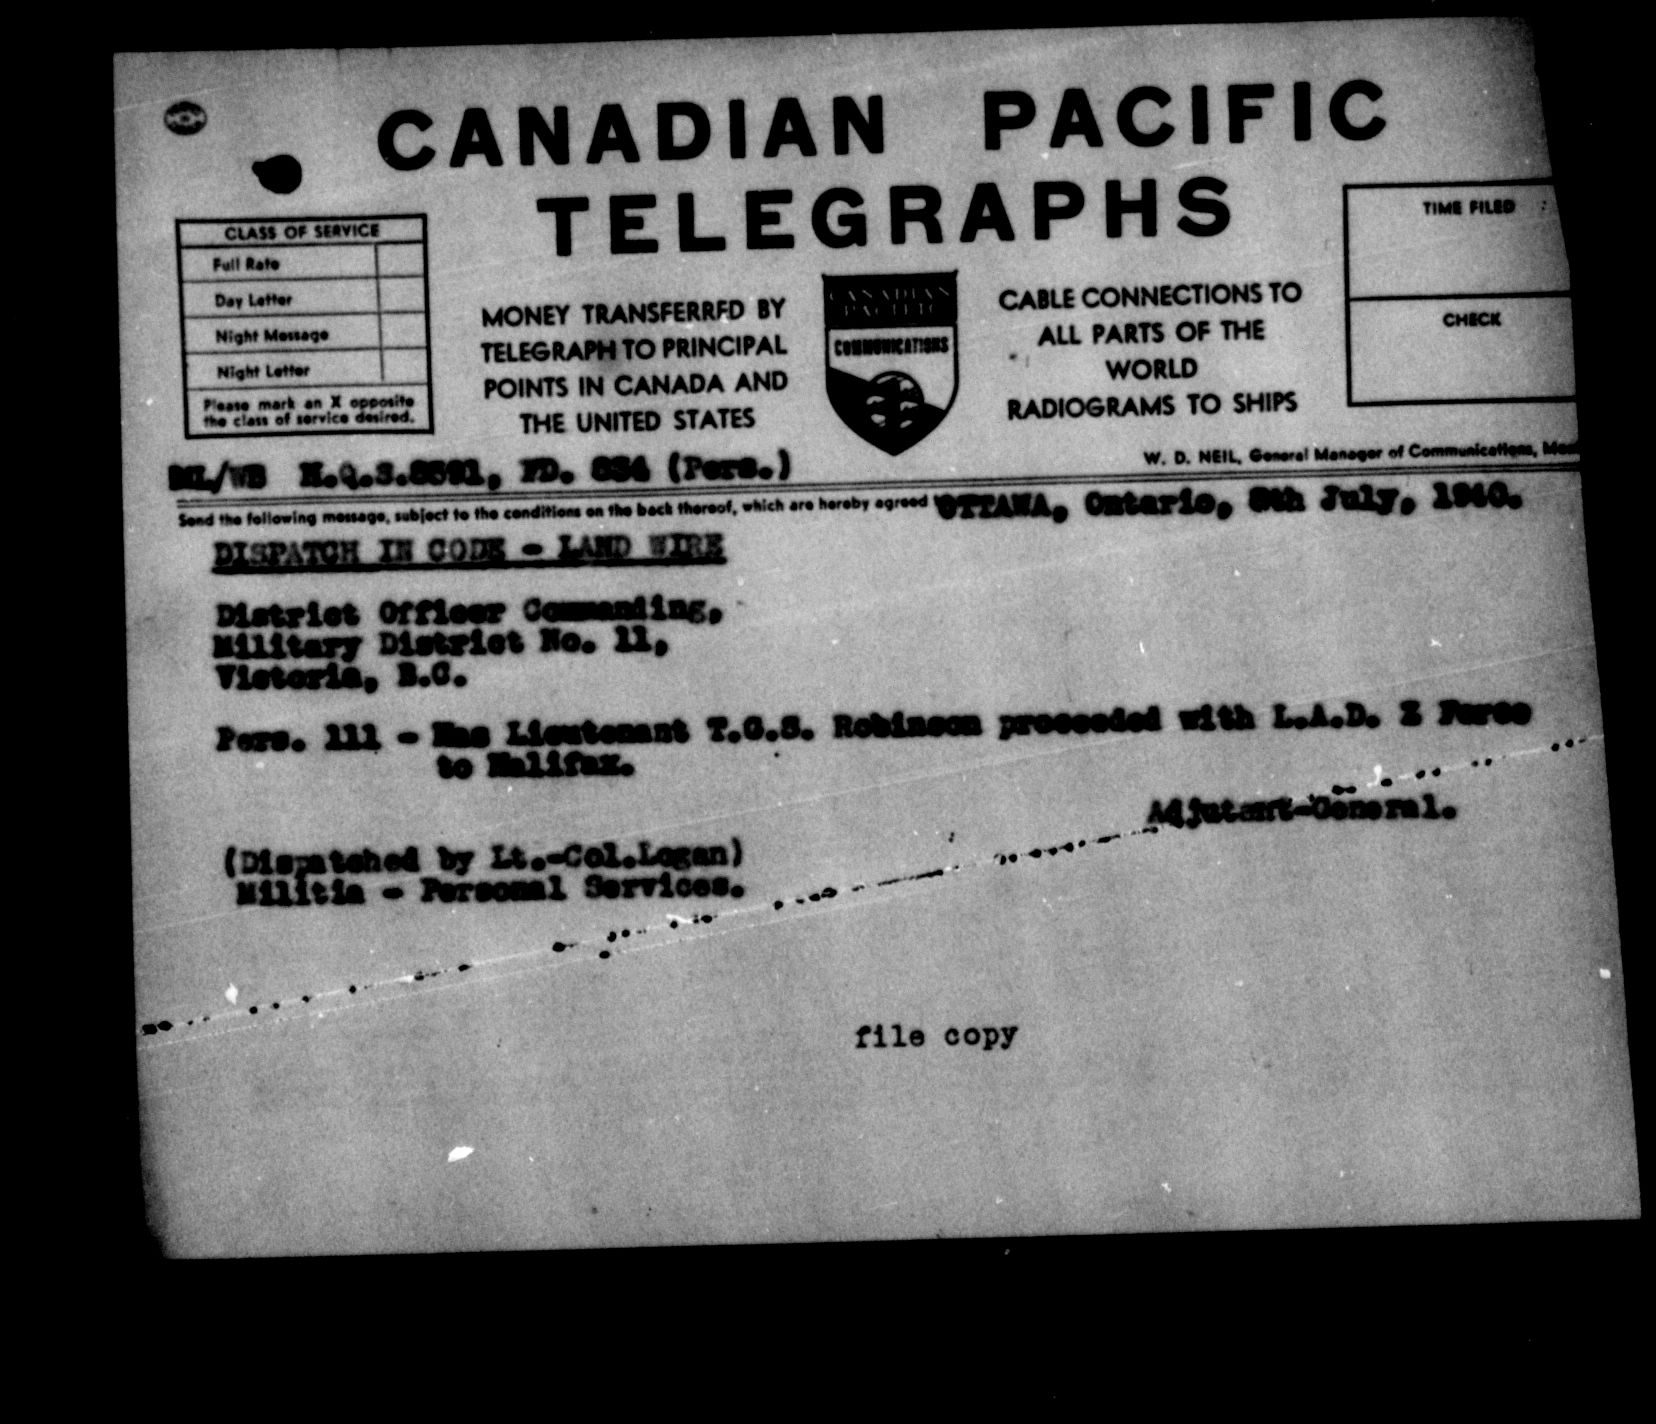 CANADIAN PACIFIC
TELEGRAPHS
CLASS OF SERVICE
Full Rate
Day Letter
Night Message
Night Letter
Please mark an X opposite
the class of service desired.
MONEY TRANSFERRED BY
TELEGRAPH TO PRINCIPAL
POINTS IN CANADA AND
THE UNITED STATES
CANADIAN
PACIFIC
COMMUNICATIONS
CABLE CONNECTIONS TO
ALL PARTS OF THE
WORLD
RADIOGRAMS TO SHIPS
TIME FILED
CHECK
W. D. NEIL, General Manager of Communications,
H.Q.S.8591, FD. 834 (Pers.)
Send the following message, subject to the conditions on the back thereof, which are hereby agreed OTTAWA, Ontario, 8th July, 1940.
DISPATCH IN CODE - LAND WIRE
District Officer Commanding,
Military District No. 11,
Victoria, B.C.
Pers. 111 - Has Lieutenant T.G.S. Robinson proceeded with L.A.D. Z Force
to Halifax.
Adjutant-General.
(Dispatched by Lt.-Col.Logan)
Militia - Personal Services.
file copy